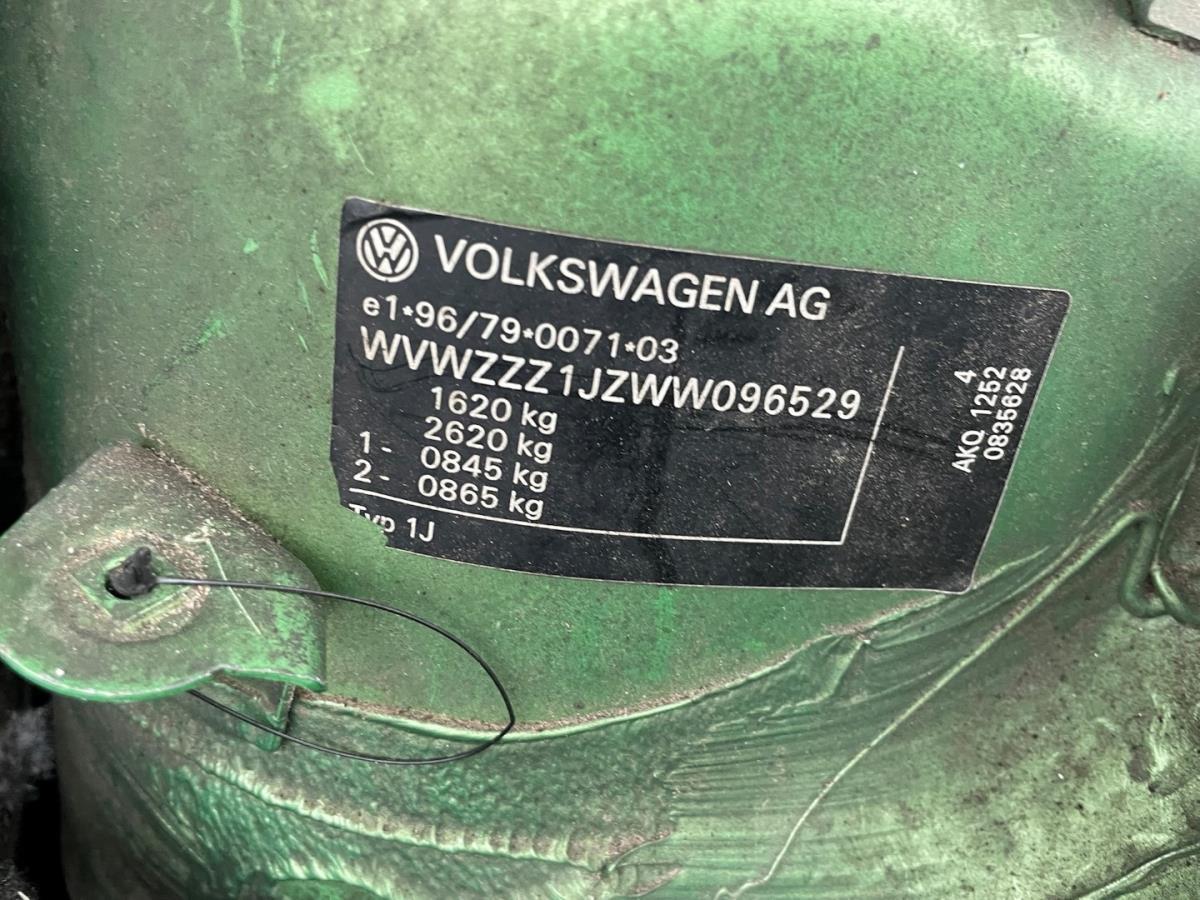 VOLKSWAGEN AG
e1*96/79*0071*03
WVWZZZ1JZWW096529
1620 kg
2620 kg
1 - 0845 kg
2 - 0865 kg
Typ 1J
4
AKQ 1252
0835628